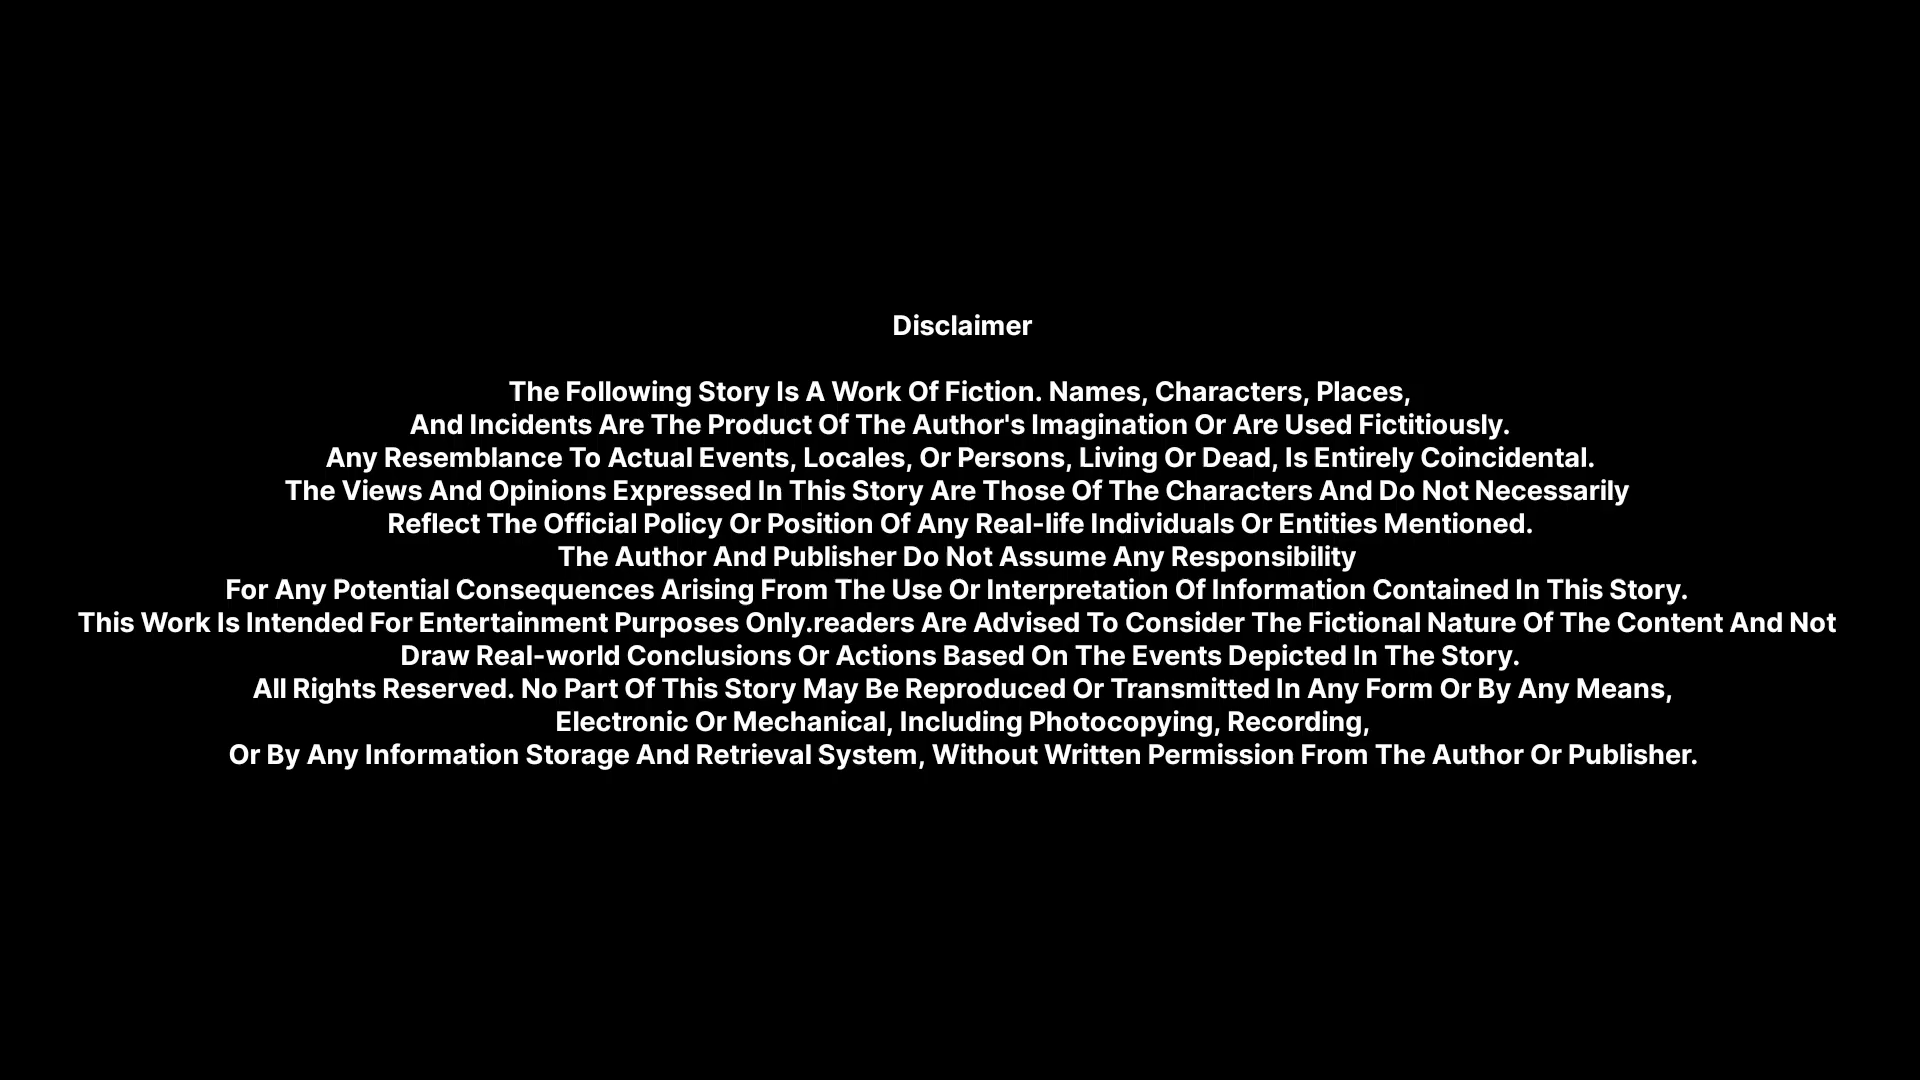 Disclaimer
The Following Story Is A Work Of Fiction. Names, Characters, Places,
And Incidents Are The Product Of The Author's Imagination Or Are Used Fictitiously.
Any Resemblance To Actual Events, Locales, Or Persons, Living Or Dead, Is Entirely Coincidental.
The Views And Opinions Expressed In This Story Are Those Of The Characters And Do Not Necessarily
Reflect The Official Policy Or Position Of Any Real-life Individuals Or Entities Mentioned.
The Author And Publisher Do Not Assume Any Responsibility
For Any Potential Consequences Arising From The Use Or Interpretation Of Information Contained In This Story.
This Work Is Intended For Entertainment Purposes Only.readers Are Advised To Consider The Fictional Nature Of The Content And Not
Draw Real-world Conclusions Or Actions Based On The Events Depicted In The Story.
All Rights Reserved. No Part Of This Story May Be Reproduced Or Transmitted In Any Form Or By Any Means,
Electronic Or Mechanical, Including Photocopying, Recording,
Or By Any Information Storage And Retrieval System, Without Written Permission From The Author Or Publisher.